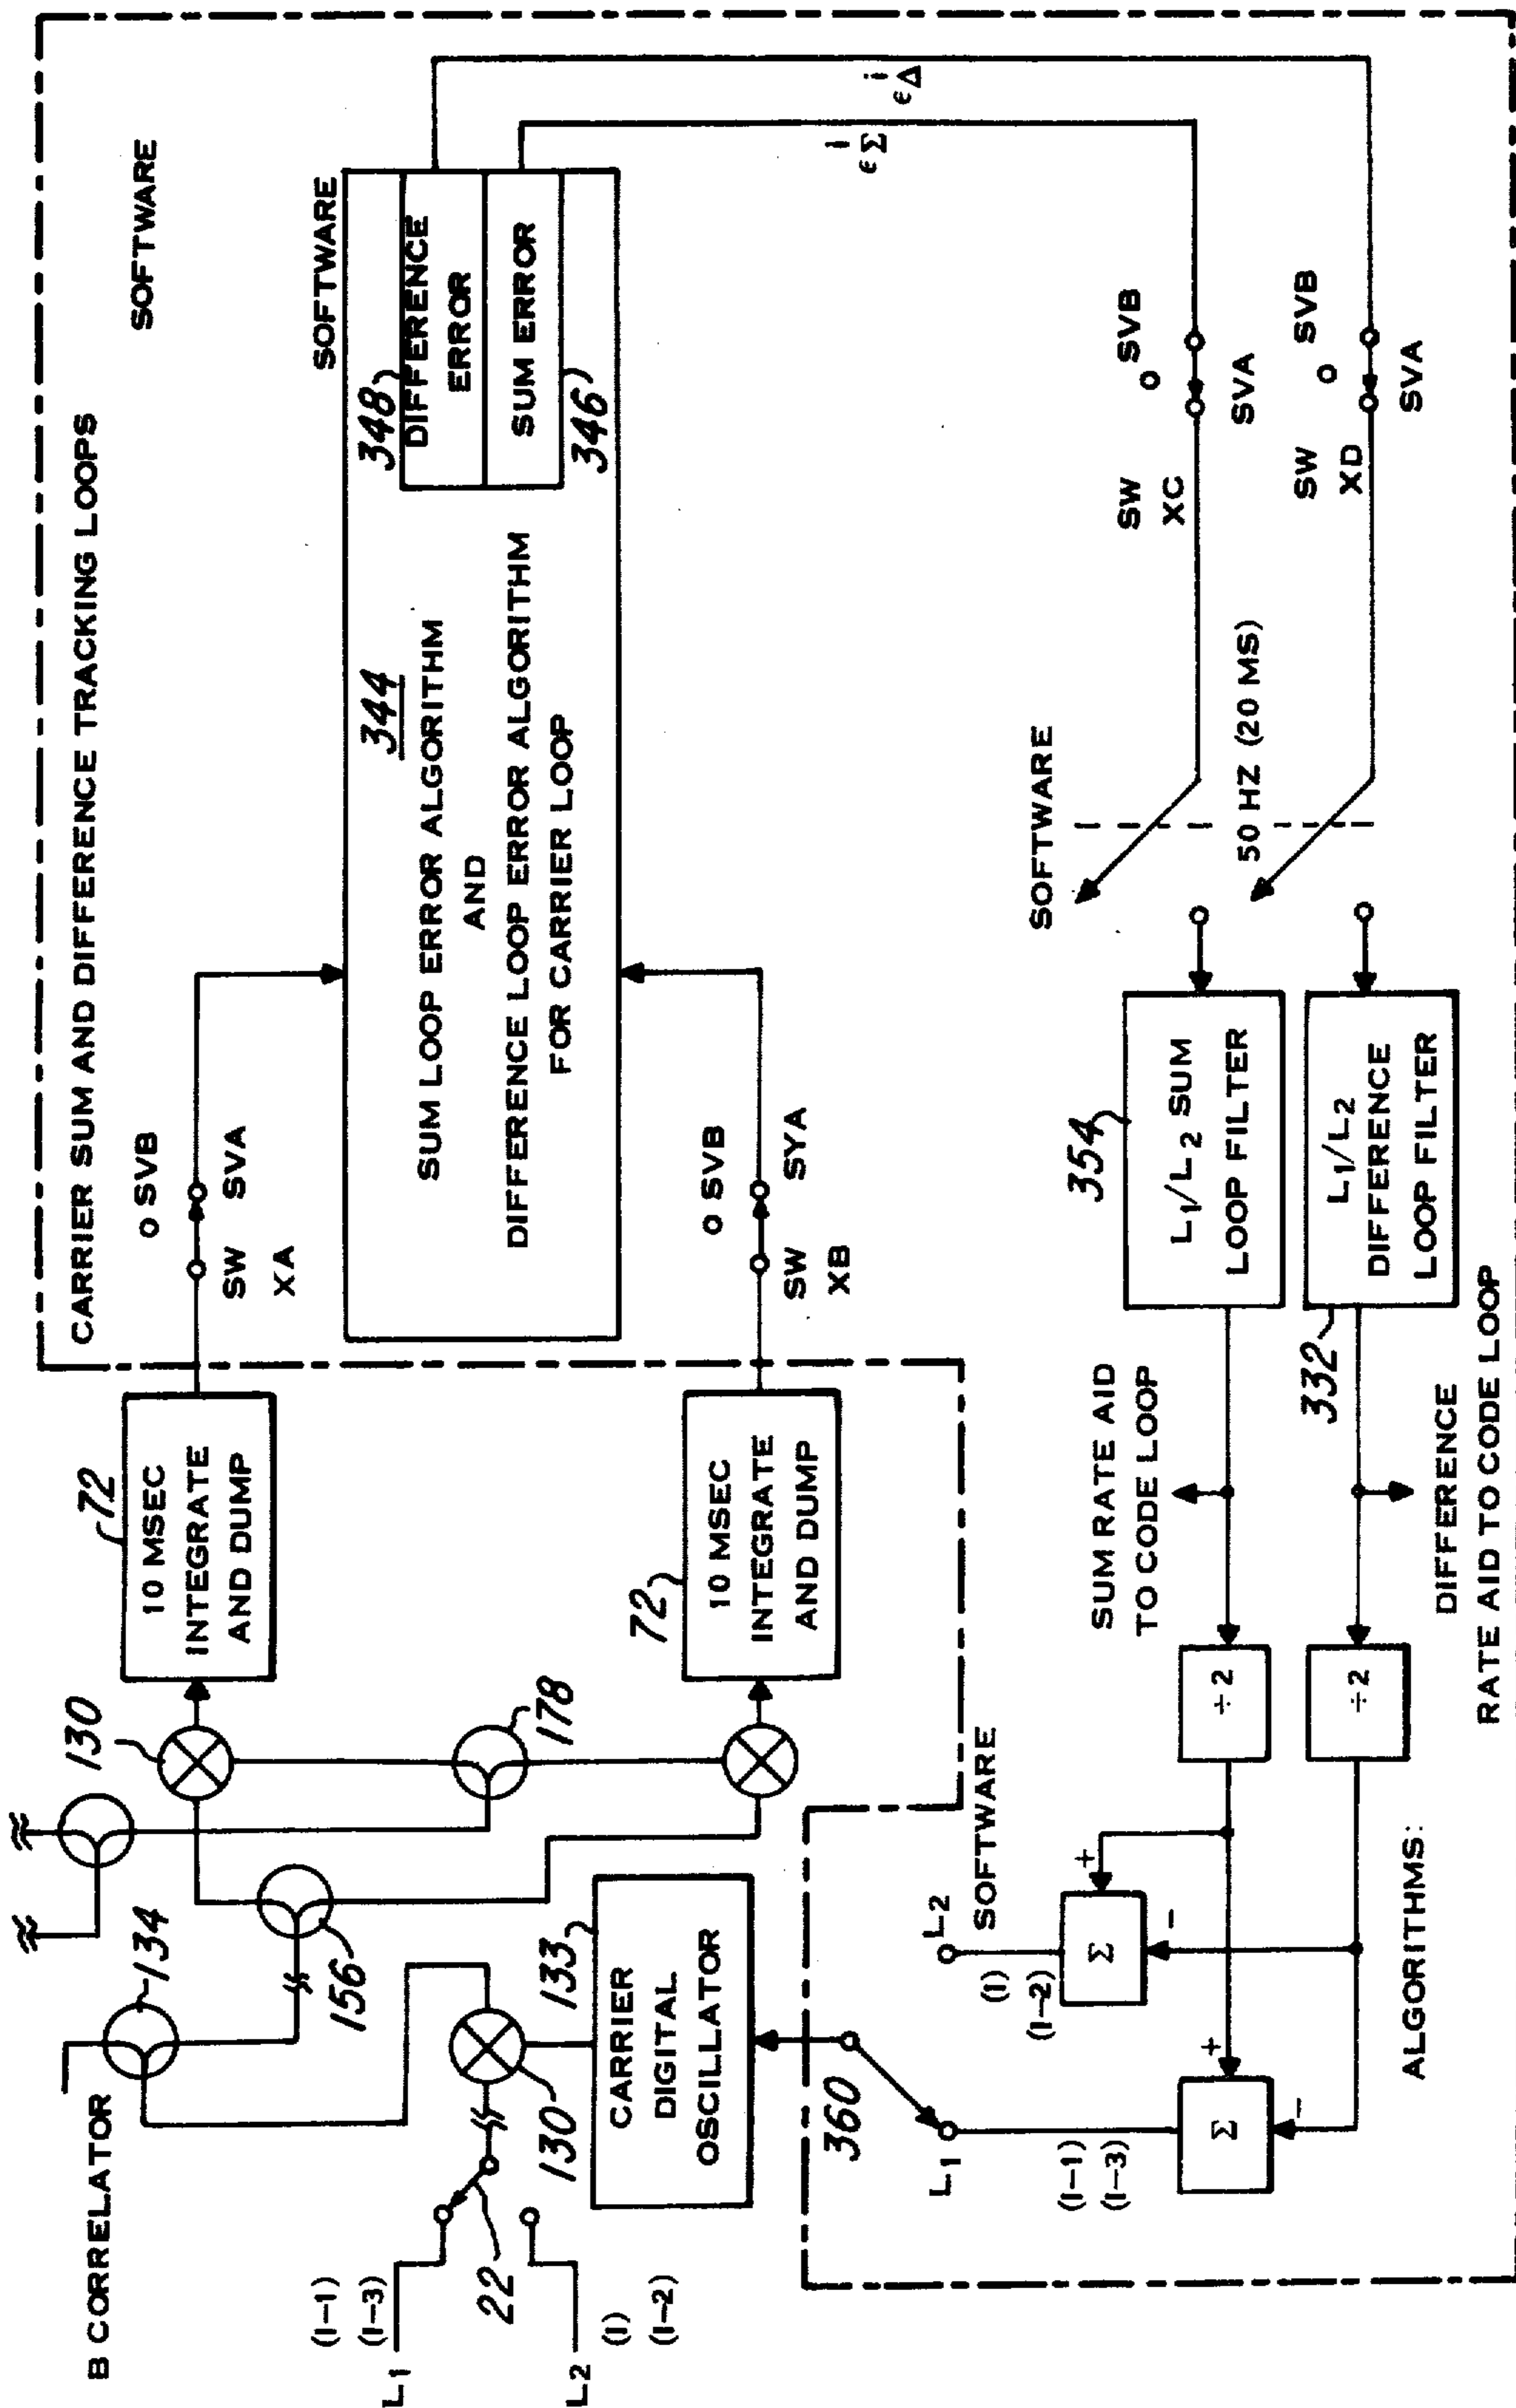 CARRIER SUM AND DIFFERENCE TRACKING LOOPS
SOFTWARE
B CORRELATOR
134
130
156
178
72
10 MSEC
INTEGRATE
AND DUMP
SW
XA
SVB
SVA
344
SUM LOOP ERROR ALGORITHM
AND
DIFFERENCE LOOP ERROR ALGORITHM
FOR CARRIER LOOP
SOFTWARE
348
DIFFERENCE
ERROR
SUM ERROR
346
L1
(I-1)
(I-3)
22
L2
(I)
(I-2)
130
133
CARRIER
DIGITAL
OSCILLATOR
72
10 MSEC
INTEGRATE
AND DUMP
SW
XB
SVB
SYA
ϵ Σ i
ϵ Δ i
360
L1
(I-1)
(I-3)
L2
(I)
(I-2)
SOFTWARE
Σ
+
-
Σ
+
-
÷2
÷2
SUM RATE AID
TO CODE LOOP
354
L1/L2 SUM
LOOP FILTER
332
L1/L2
DIFFERENCE
LOOP FILTER
SOFTWARE
50 HZ (20 MS)
SW
XC
SVB
SVA
SW
XD
SVB
SVA
DIFFERENCE
RATE AID TO CODE LOOP
ALGORITHMS: